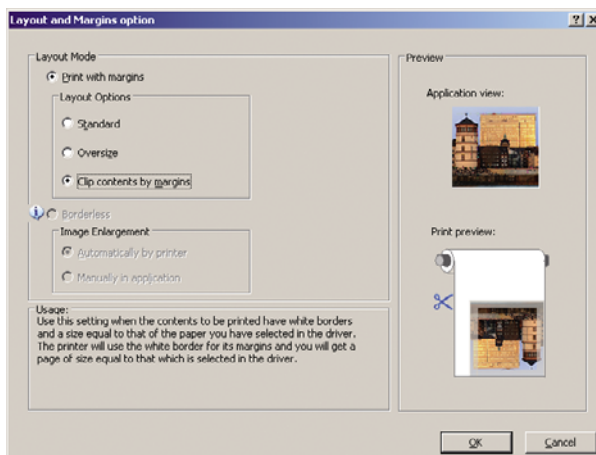 Layout and Margins option
Layout Mode
Print with margins
Layout Options
Standard
Oversize
Clip contents by margins
Borderless
Image Enlargement
Automatically by printer
Manually in application
Usage:
Use this setting when the contents to be printed have white borders
and a size equal to that of the paper you have selected in the driver.
The printer will use the white border for its margins and you will get a
page of size equal to that which is selected in the driver.
Preview
Application view:
Print preview:
OK
Cancel